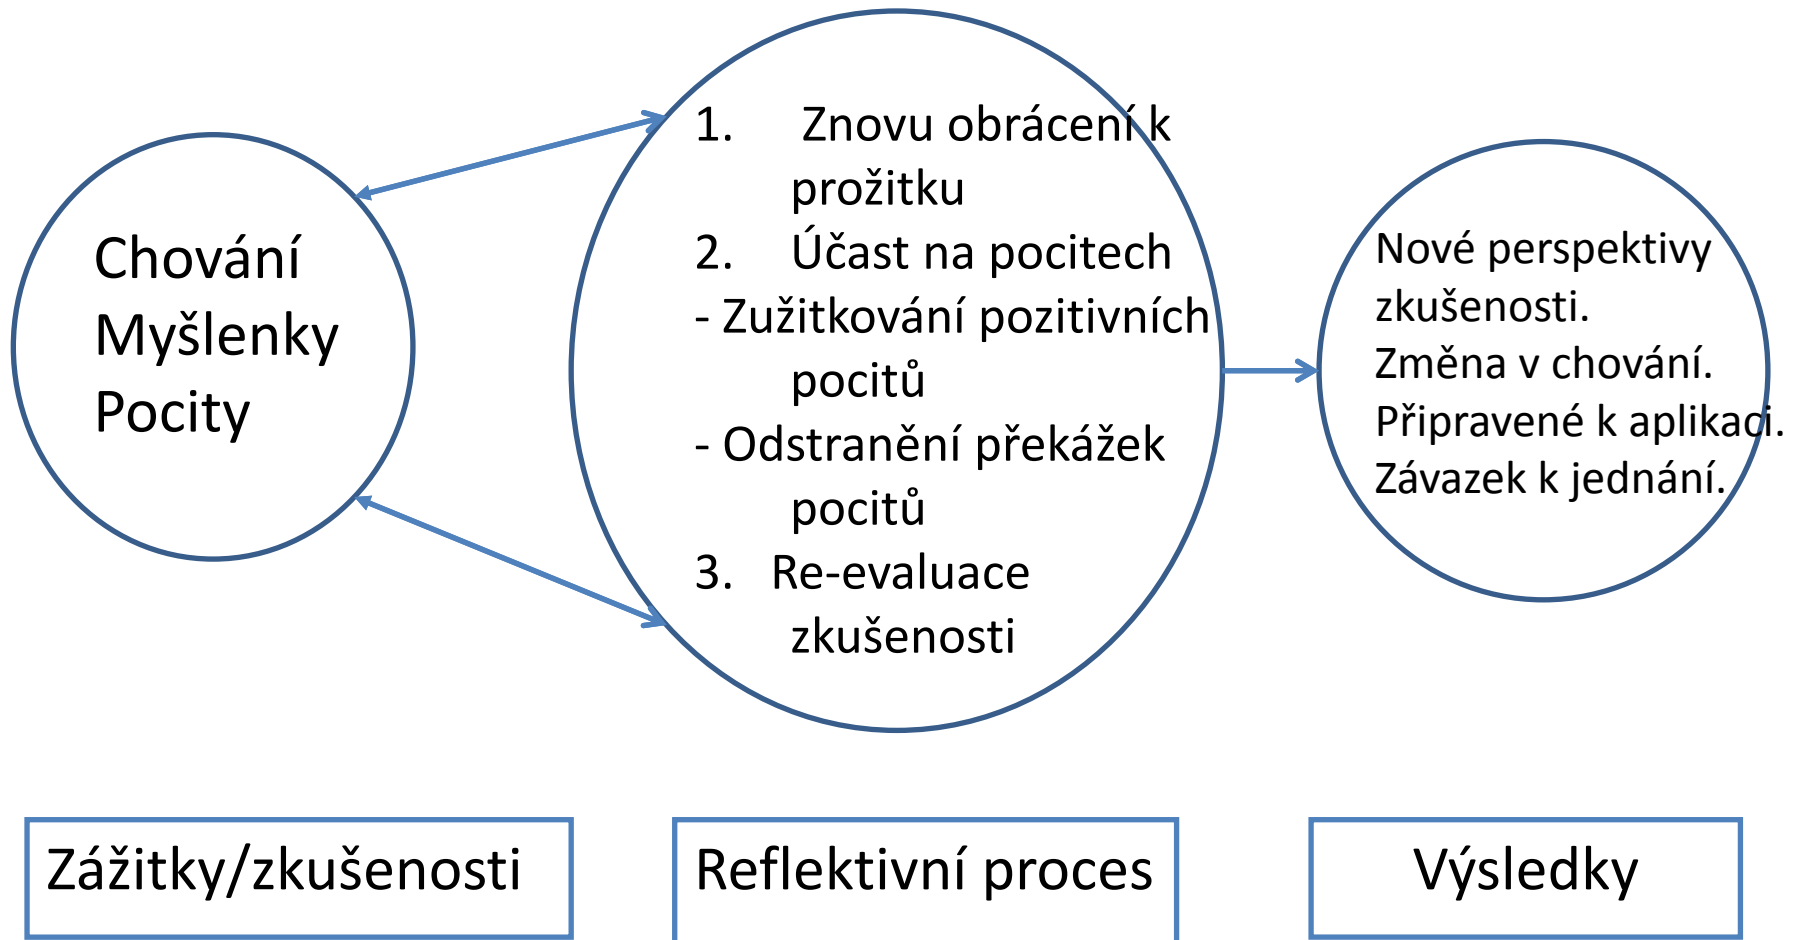 Chování
Myšlenky
Pocity
1. Znovu obrácení k
prožitku
2. Účast na pocitech
- Zužitkování pozitivních
pocitů
- Odstranění překážek
pocitů
3. Re-evaluace
zkušenosti
Nové perspektivy
zkušenosti.
Změna v chování.
Připravené k aplikaci.
Závazek k jednání.
Zážitky/zkušenosti
Reflektivní proces
Výsledky